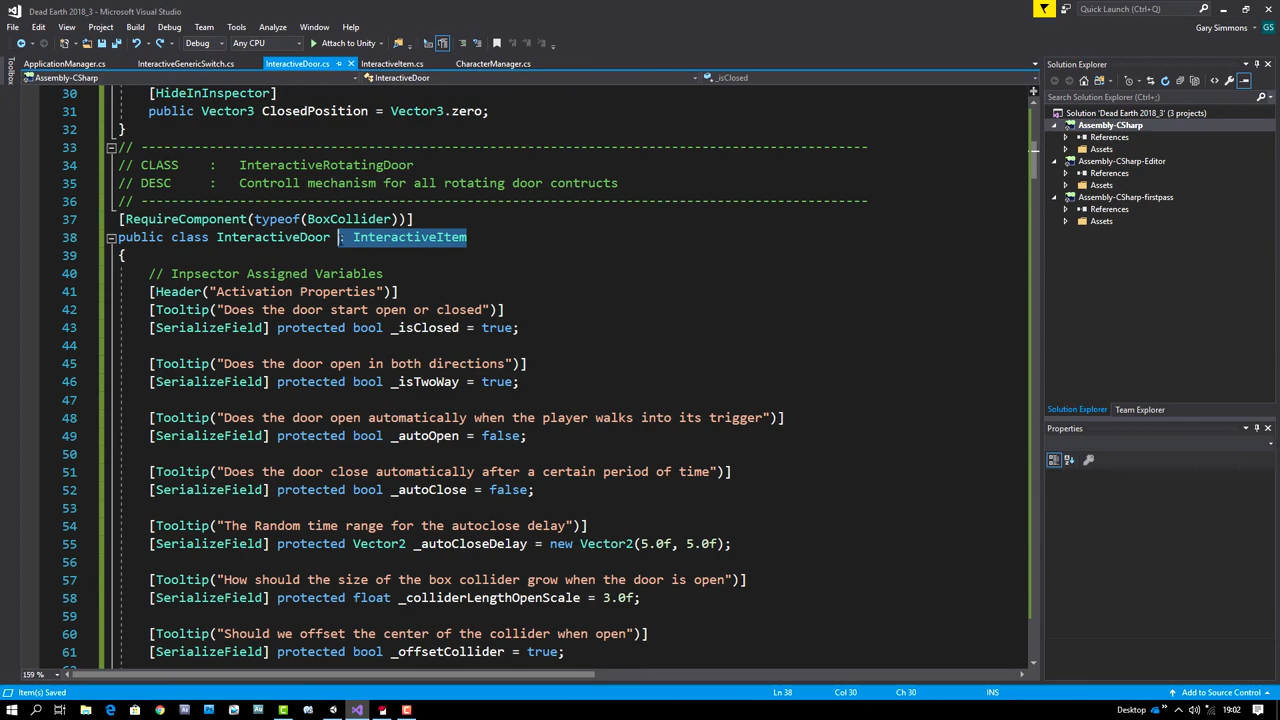 Dead Earth 2018_3 - Microsoft Visual Studio
Quick Launch (Ctrl+Q)
File Edit View Project Build Debug Team Tools Analyze Window Help
Gary Simmons GS
Debug Any CPU Attach to Unity
ApplicationManager.cs InteractiveGenericSwitch.cs InteractiveDoor.cs InteractiveItem.cs CharacterManager.cs
Assembly-CSharp InteractiveDoor _isClosed
Toolbox
30 [HideInInspector]
31 public Vector3 ClosedPosition = Vector3.zero;
32 }
33 // ---------------------------------------------------------------------------------
34 // CLASS : InteractiveRotatingDoor
35 // DESC : Controll mechanism for all rotating door contructs
36 // ---------------------------------------------------------------------------------
37 [RequireComponent(typeof(BoxCollider))]
38 public class InteractiveDoor : InteractiveItem
39 {
40 // Inpsector Assigned Variables
41 [Header("Activation Properties")]
42 [Tooltip("Does the door start open or closed")]
43 [SerializeField] protected bool _isClosed = true;
44
45 [Tooltip("Does the door open in both directions")]
46 [SerializeField] protected bool _isTwoWay = true;
47
48 [Tooltip("Does the door open automatically when the player walks into its trigger")]
49 [SerializeField] protected bool _autoOpen = false;
50
51 [Tooltip("Does the door close automatically after a certain period of time")]
52 [SerializeField] protected bool _autoClose = false;
53
54 [Tooltip("The Random time range for the autoclose delay")]
55 [SerializeField] protected Vector2 _autoCloseDelay = new Vector2(5.0f, 5.0f);
56
57 [Tooltip("How should the size of the box collider grow when the door is open")]
58 [SerializeField] protected float _colliderLengthOpenScale = 3.0f;
59
60 [Tooltip("Should we offset the center of the collider when open")]
61 [SerializeField] protected bool _offsetCollider = true;
159 %
Solution Explorer
Search Solution Explorer (Ctrl+;)
Solution 'Dead Earth 2018_3' (3 projects)
Assembly-CSharp
References
Assets
Assembly-CSharp-Editor
References
Assets
Assembly-CSharp-firstpass
References
Assets
Solution Explorer Team Explorer
Properties
Item(s) Saved Ln 38 Col 30 Ch 30 INS Add to Source Control
Desktop 19:02